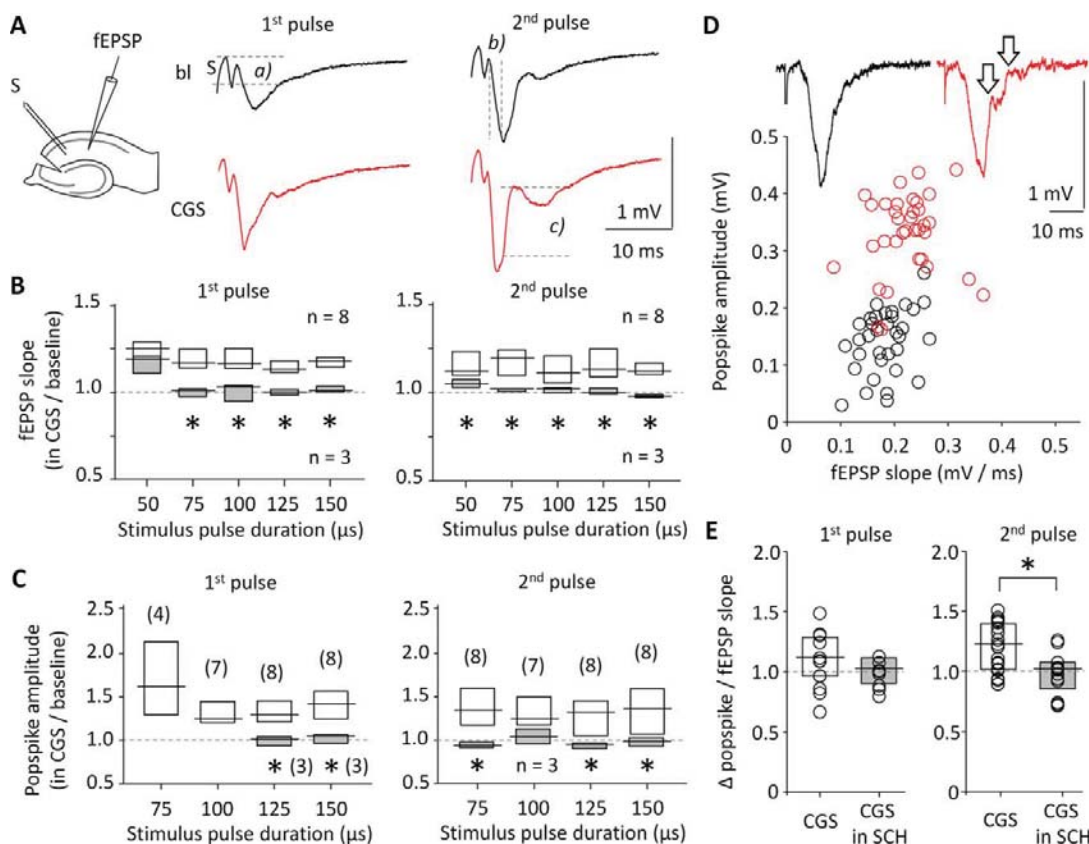 A
fEPSP
S
1st pulse
2nd pulse
bl
S
a)
b)
CGS
c)
1 mV
10 ms
B
1st pulse
2nd pulse
fEPSP slope
(in CGS / baseline)
1.5
1.0
0.5
n = 8
* * * *
n = 3
50 75 100 125 150
Stimulus pulse duration (µs)
n = 8
* * * * *
n = 3
50 75 100 125 150
Stimulus pulse duration (µs)
C
1st pulse
2nd pulse
Popspike amplitude
(in CGS / baseline)
2.5
2.0
1.5
1.0
0.5
(4)
(7) (8) (8)
* (3) * (3)
75 100 125 150
Stimulus pulse duration (µs)
2.5
2.0
1.5
1.0
0.5
(8) (7) (8) (8)
* n = 3 * *
75 100 125 150
Stimulus pulse duration (µs)
D
1 mV
10 ms
Popspike amplitude (mV)
0.5
0.4
0.3
0.2
0.1
0
0 0.1 0.2 0.3 0.4 0.5
fEPSP slope (mV / ms)
E
1st pulse
2nd pulse
Δ popspike / fEPSP slope
2.0
1.5
1.0
0.5
0
CGS
CGS
in SCH
2.0
1.5
1.0
0.5
0
*
CGS
CGS
in SCH